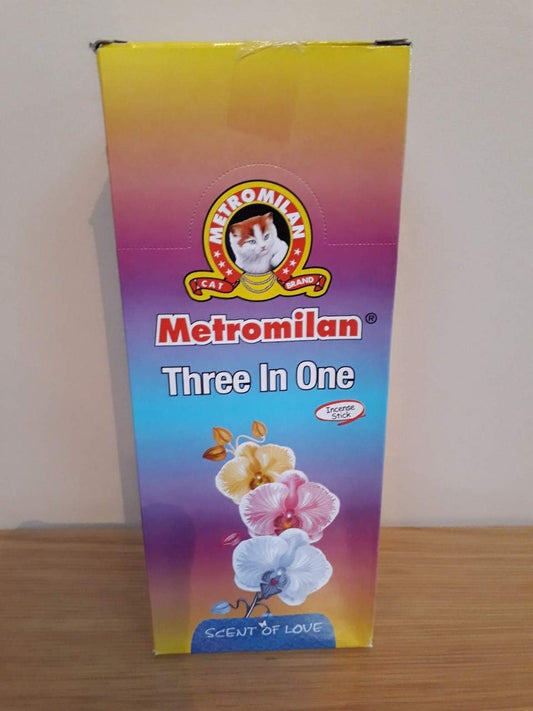 METROMILAN
CAT BRAND
Metromilan®
Three In One
Incense
Stick
SCENT OF LOVE